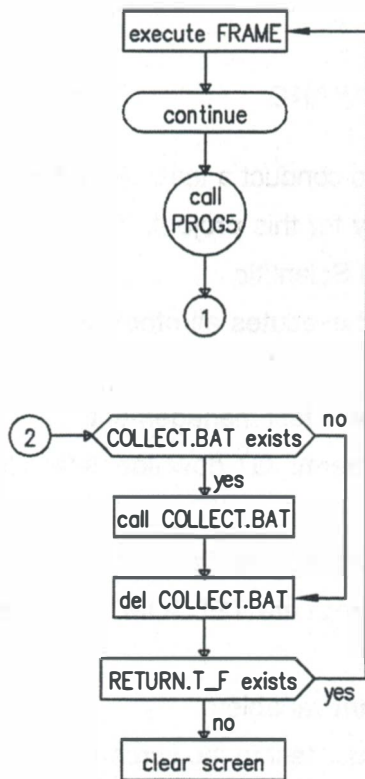 execute FRAME
continue
call
PROG5
1
2
COLLECT.BAT exists
no
yes
call COLLECT.BAT
del COLLECT.BAT
RETURN.T_F exists
yes
no
clear screen